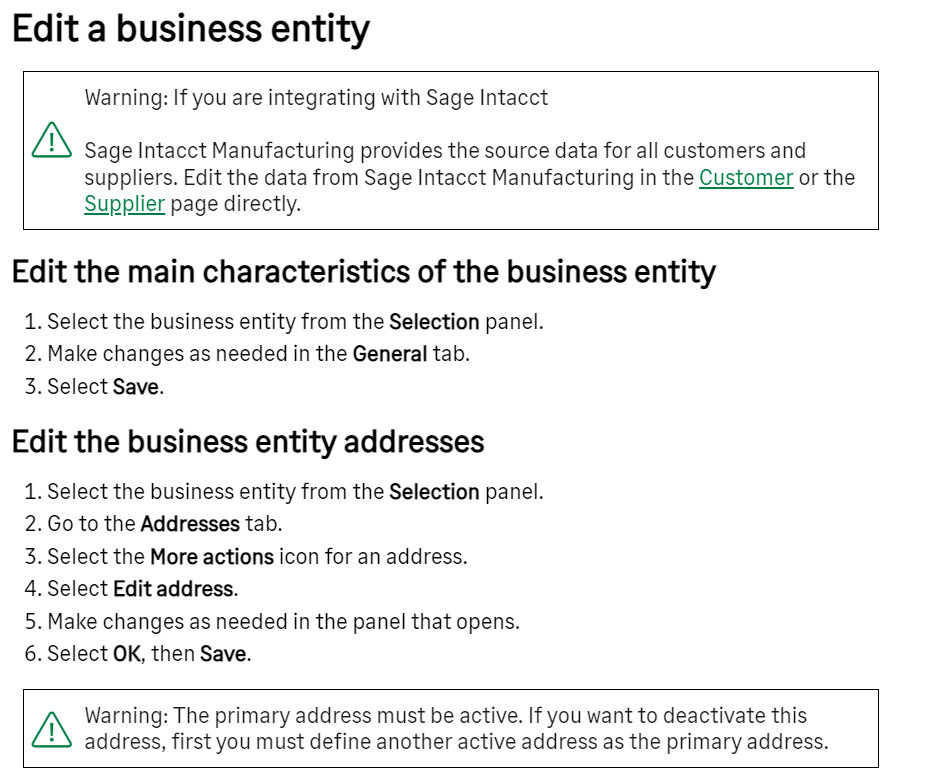 Edit a business entity
Warning: If you are integrating with Sage Intacct
Sage Intacct Manufacturing provides the source data for all customers and
suppliers. Edit the data from Sage Intacct Manufacturing in the Customer or the
Supplier page directly.
Edit the main characteristics of the business entity
1. Select the business entity from the Selection panel.
2. Make changes as needed in the General tab.
3. Select Save.
Edit the business entity addresses
1. Select the business entity from the Selection panel.
2. Go to the Addresses tab.
3. Select the More actions icon for an address.
4. Select Edit address.
5. Make changes as needed in the panel that opens.
6. Select OK, then Save.
Warning: The primary address must be active. If you want to deactivate this
address, first you must define another active address as the primary address.